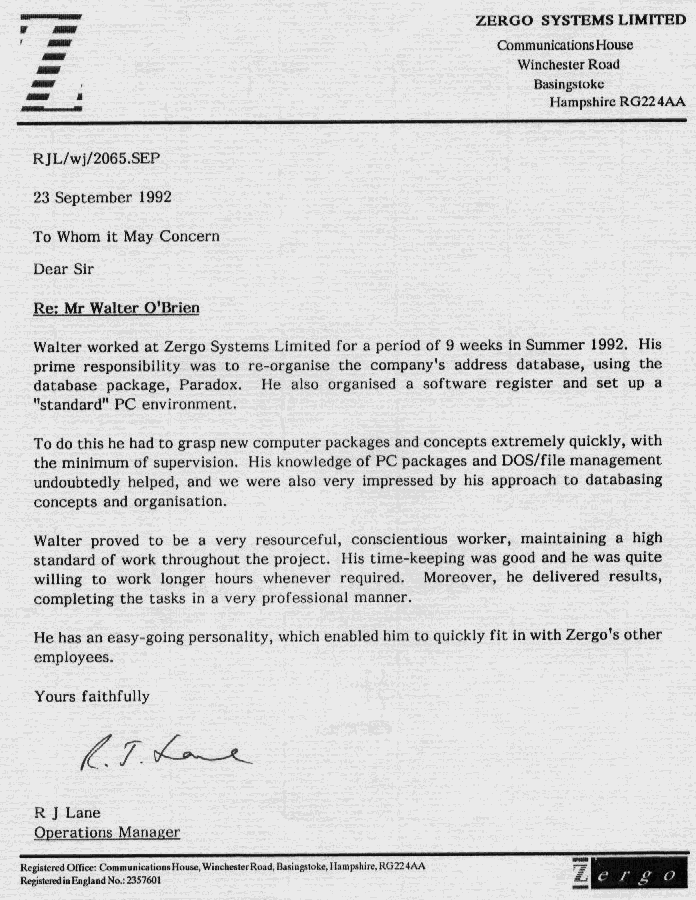 Z
ZERGO SYSTEMS LIMITED
Communications House
Winchester Road
Basingstoke
Hampshire RG22 4AA
RJL/wj/2065.SEP
23 September 1992
To Whom it May Concern
Dear Sir
Re: Mr Walter O'Brien
Walter worked at Zergo Systems Limited for a period of 9 weeks in Summer 1992. His
prime responsibility was to re-organise the company's address database, using the
database package, Paradox. He also organised a software register and set up a
"standard" PC environment.
To do this he had to grasp new computer packages and concepts extremely quickly, with
the minimum of supervision. His knowledge of PC packages and DOS/file management
undoubtedly helped, and we were also very impressed by his approach to databasing
concepts and organisation.
Walter proved to be a very resourceful, conscientious worker, maintaining a high
standard of work throughout the project. His time-keeping was good and he was quite
willing to work longer hours whenever required. Moreover, he delivered results,
completing the tasks in a very professional manner.
He has an easy-going personality, which enabled him to quickly fit in with Zergo's other
employees.
Yours faithfully
R. J. Lane
R J Lane
Operations Manager
Registered Office: Communications House, Winchester Road, Basingstoke, Hampshire, RG22 4AA
Registered in England No.: 2357601
Zergo